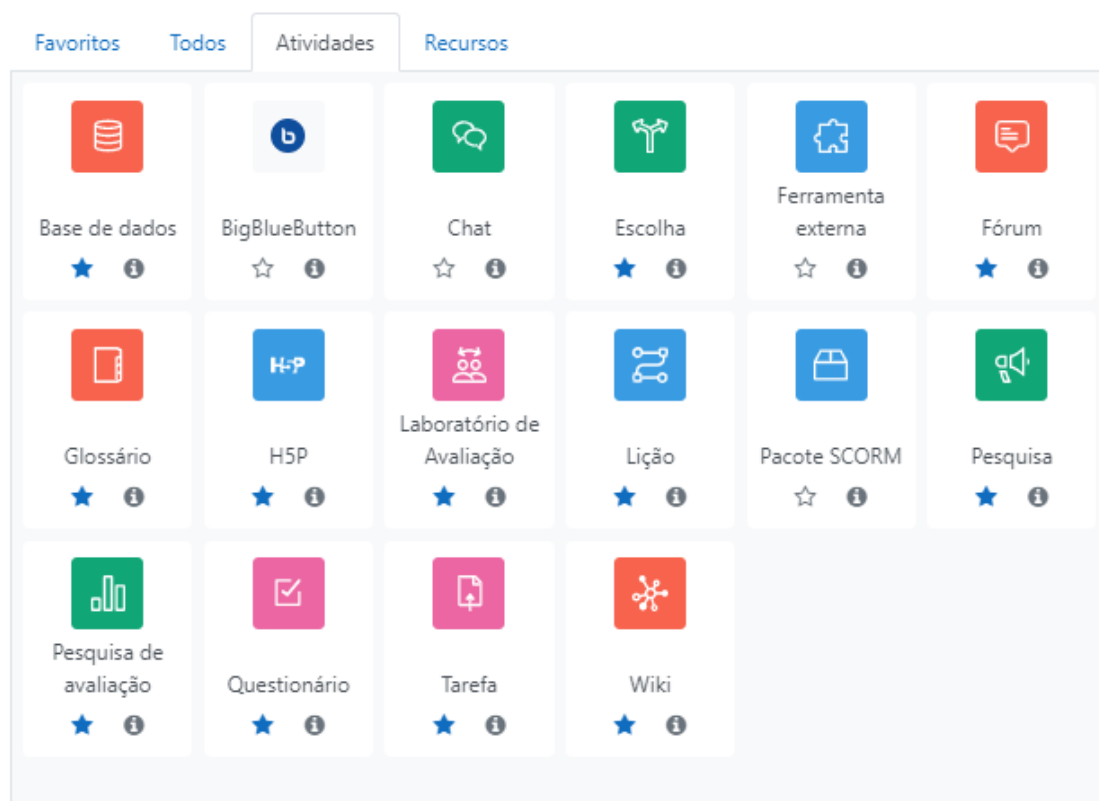 Favoritos Todos Atividades Recursos
Base de dados
BigBlueButton
Chat
Escolha
Ferramenta
externa
Fórum
Glossário
H5P
H5P
Laboratório de
Avaliação
Lição
Pacote SCORM
Pesquisa
Pesquisa de
avaliação
Questionário
Tarefa
Wiki